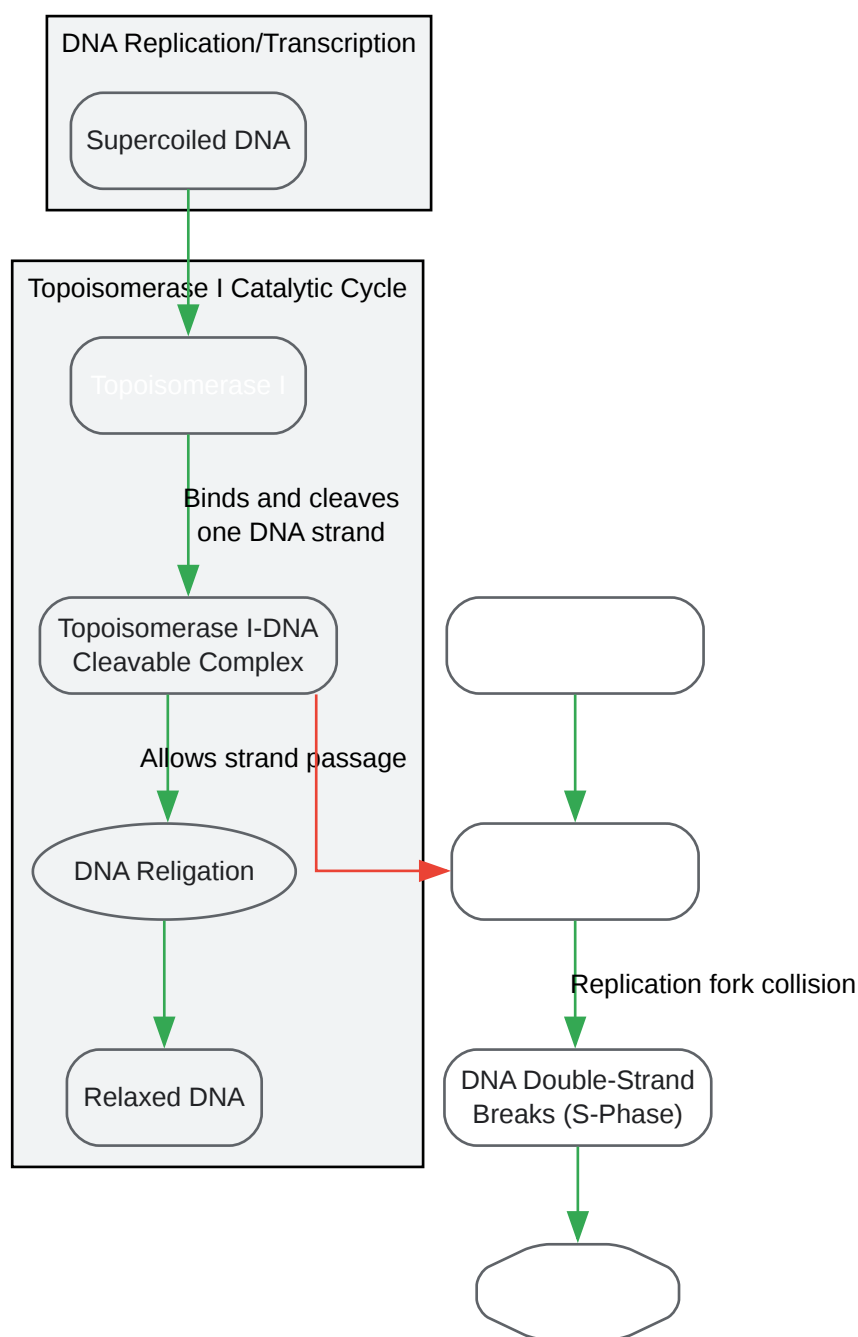 DNA Replication/Transcription
Supercoiled DNA
Topoisomerase I Catalytic Cycle
Topoisomerase I
Binds and cleaves
one DNA strand
Topoisomerase I-DNA
Cleavable Complex
Allows strand passage
DNA Religation
Replication fork collision
Relaxed DNA
DNA Double-Strand
Breaks (S-Phase)